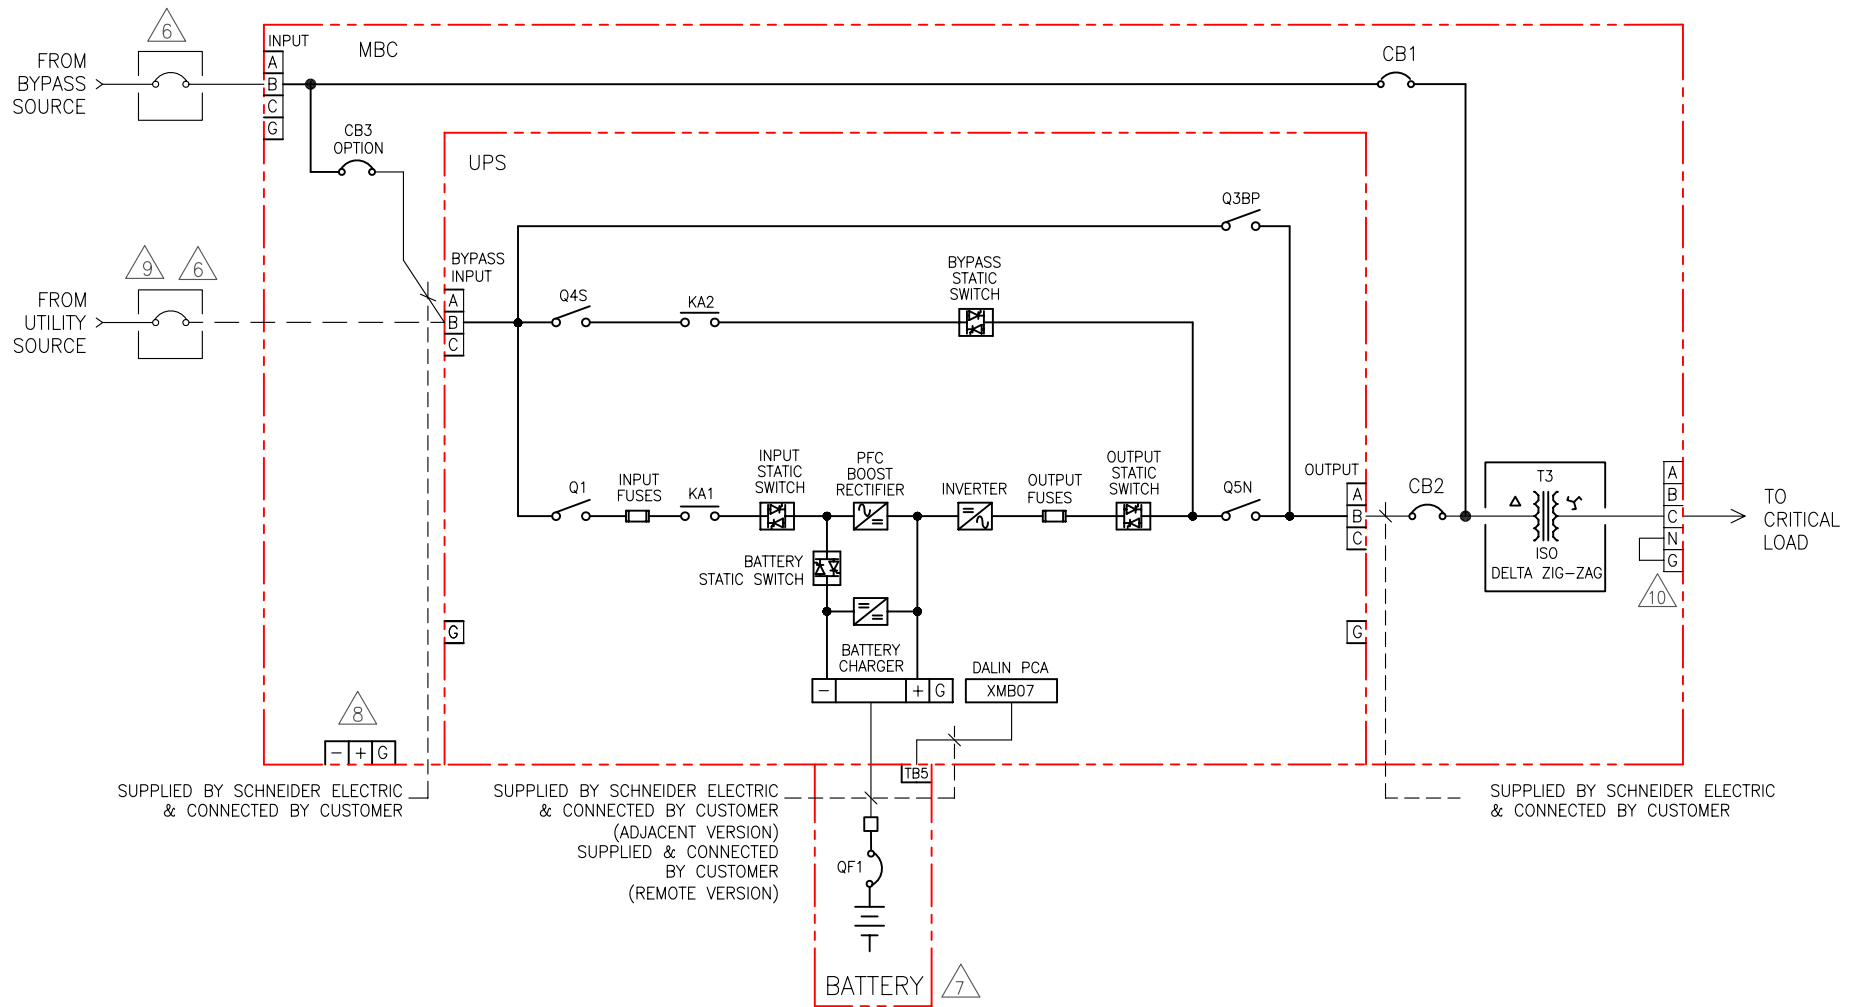 6
FROM
BYPASS
SOURCE
INPUT
A
B
C
G
MBC
CB1
CB3
OPTION
UPS
Q3BP
9
6
FROM
UTILITY
SOURCE
BYPASS
INPUT
A
B
C
Q4S
KA2
BYPASS
STATIC
SWITCH
Q1
INPUT
FUSES
KA1
INPUT
STATIC
SWITCH
PFC
BOOST
RECTIFIER
INVERTER
OUTPUT
FUSES
OUTPUT
STATIC
SWITCH
Q5N
OUTPUT
A
B
C
CB2
T3
ISO
DELTA ZIG-ZAG
A
B
C
N
G
TO
CRITICAL
LOAD
10
BATTERY
STATIC SWITCH
G
G
BATTERY
CHARGER
- + G
DALIN PCA
XMB07
8
- + G
TB5
SUPPLIED BY SCHNEIDER ELECTRIC
& CONNECTED BY CUSTOMER
SUPPLIED BY SCHNEIDER ELECTRIC
& CONNECTED BY CUSTOMER
(ADJACENT VERSION)
SUPPLIED & CONNECTED
BY CUSTOMER
(REMOTE VERSION)
SUPPLIED BY SCHNEIDER ELECTRIC
& CONNECTED BY CUSTOMER
QF1
BATTERY
7